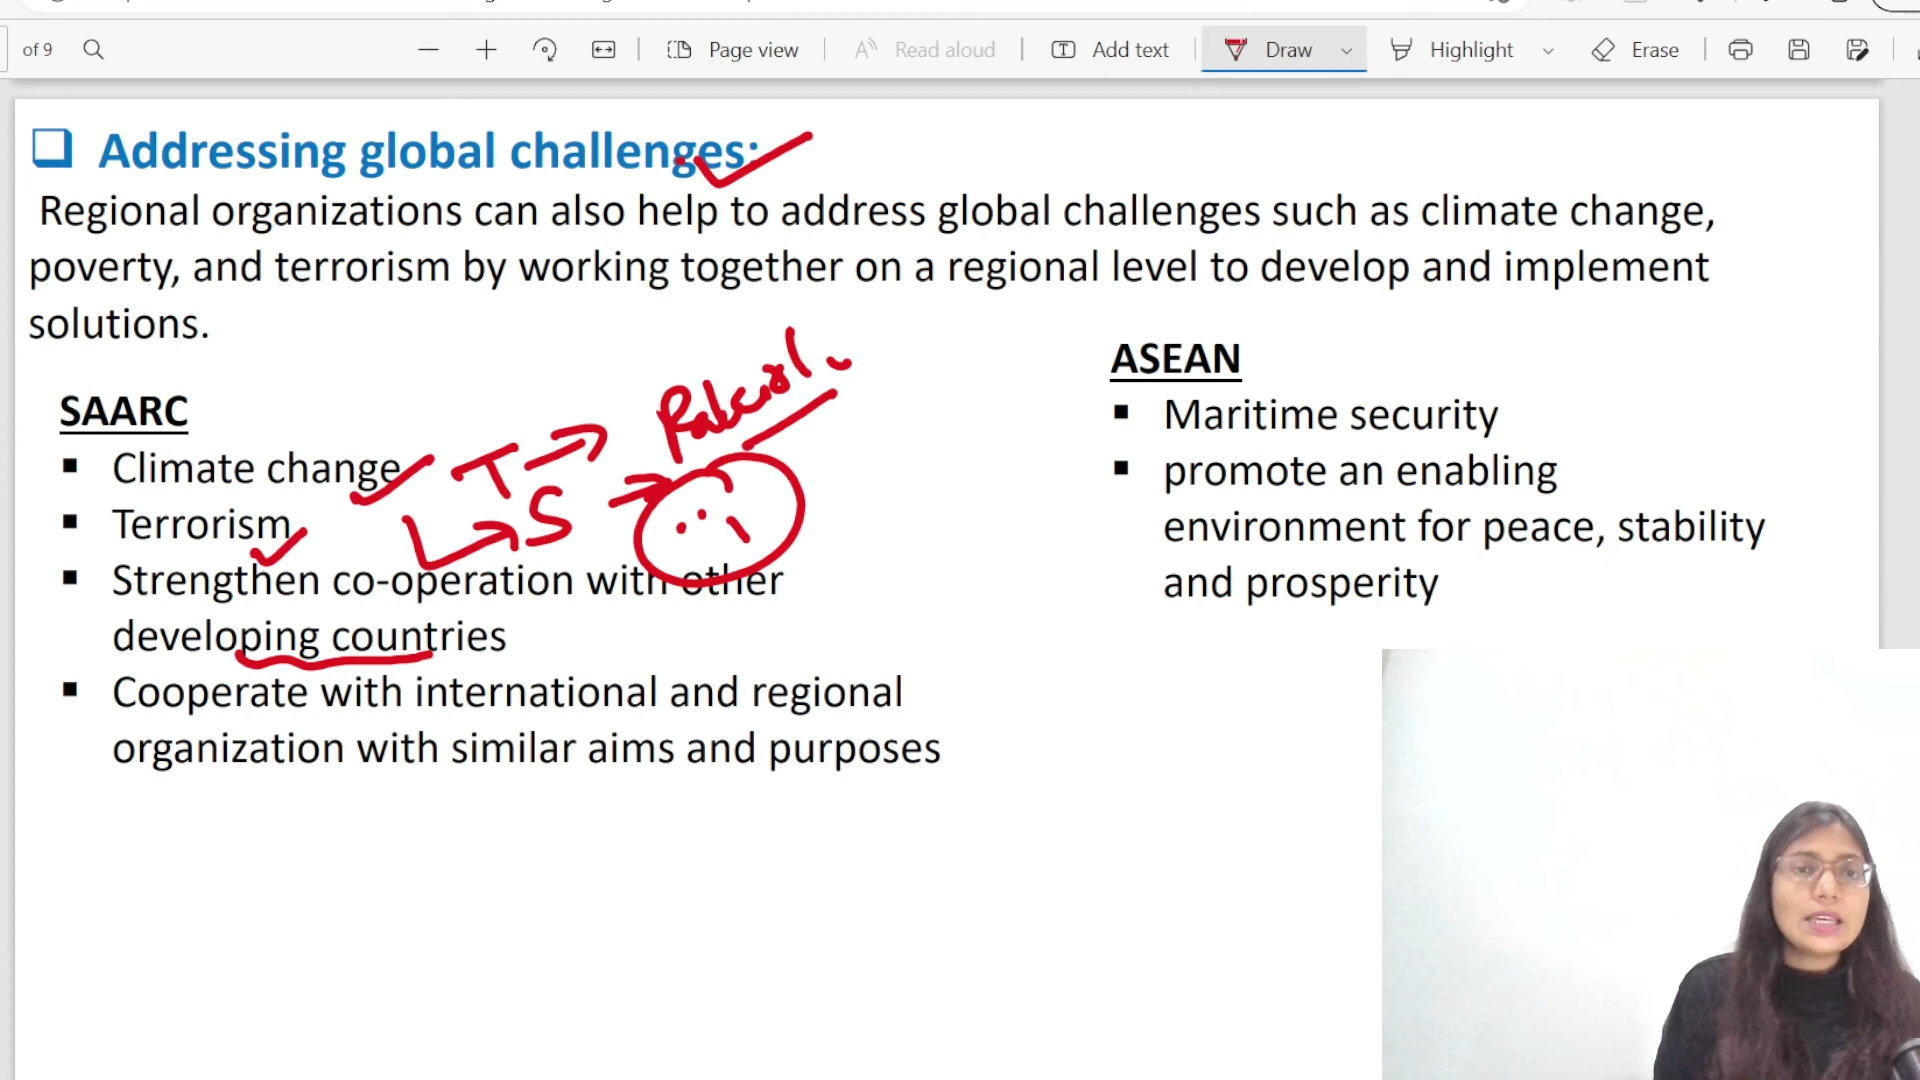 of 9
Page view
Read aloud
Add text
Draw
Highlight
Erase
Addressing global challenges:
Regional organizations can also help to address global challenges such as climate change,
poverty, and terrorism by working together on a regional level to develop and implement
solutions.
SAARC
Climate change
Terrorism
Strengthen co-operation with other
developing countries
Cooperate with international and regional
organization with similar aims and purposes
T
S
ASEAN
Maritime security
promote an enabling
environment for peace, stability
and prosperity